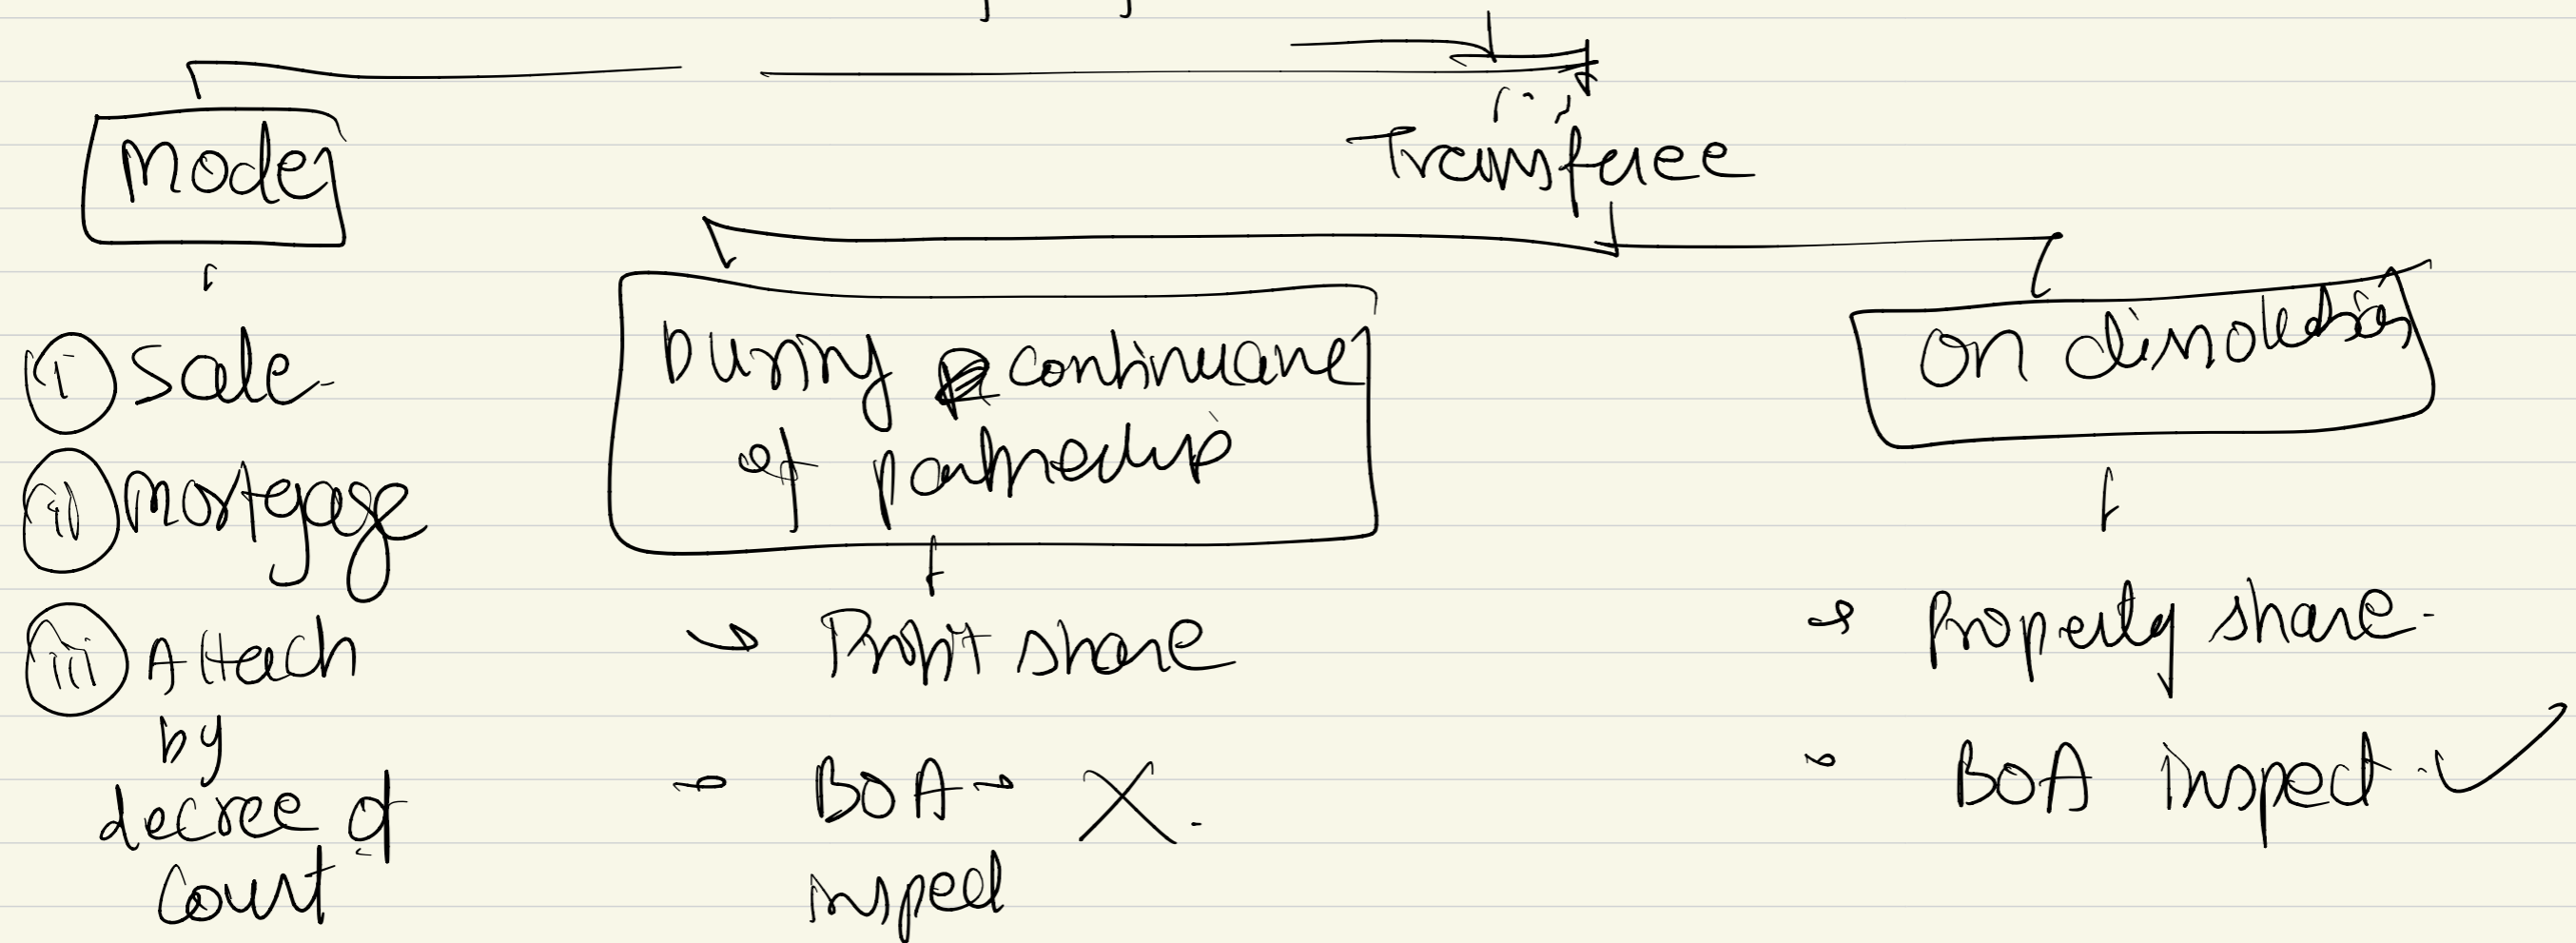 Modes
Transferee
(i) Sale
(ii) Mortgage
(iii) Attach
by
decree of
Court
During continuance
of partnership
Profit share
BOA X.
inspect
on dissolution
Property share.
BOA inspect. ✓